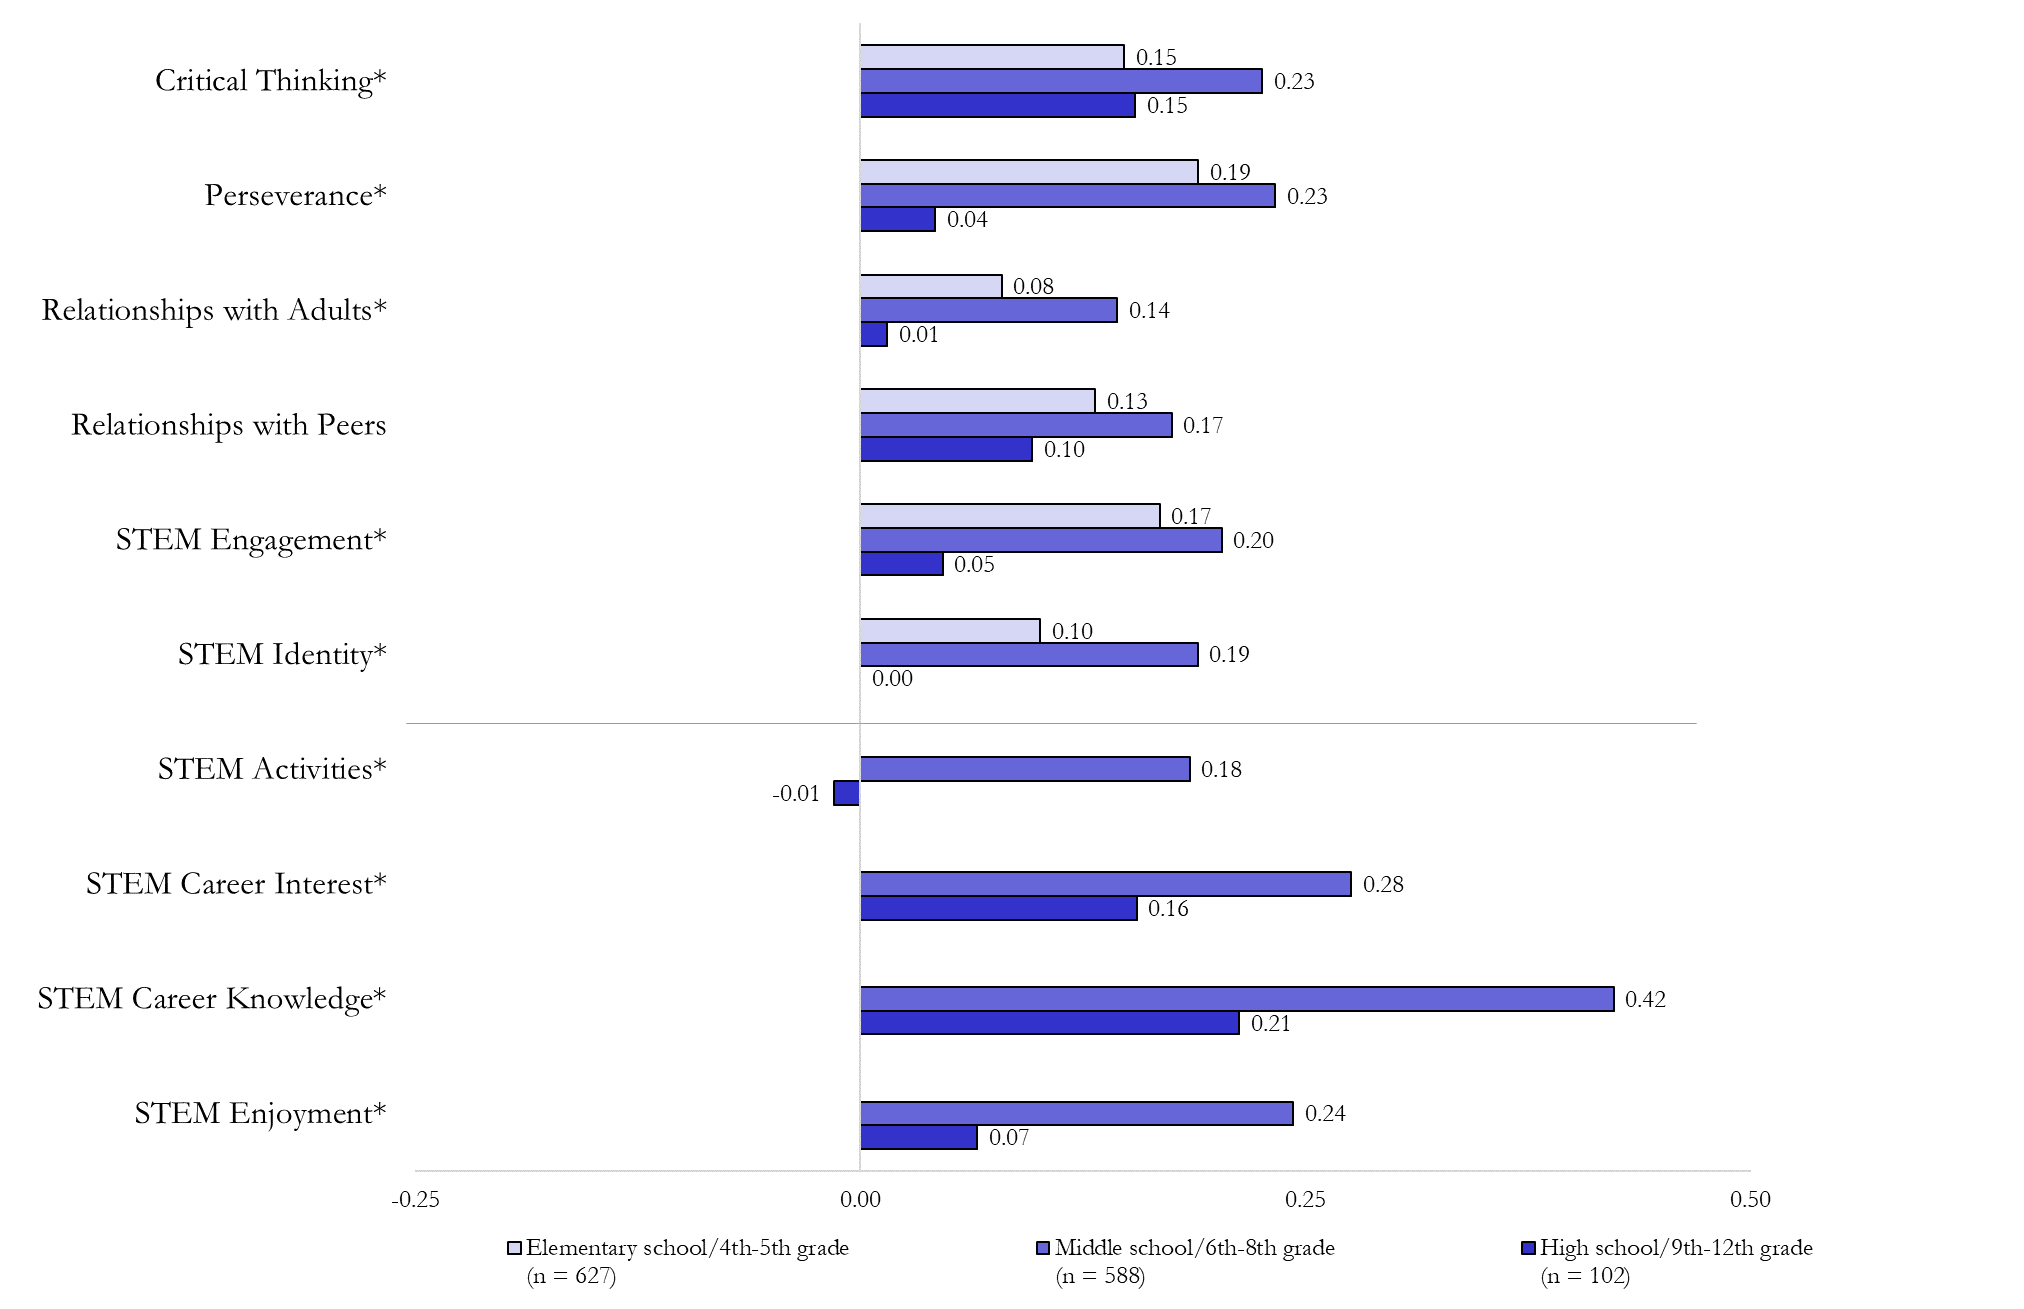 Critical Thinking*
0.15
0.23
0.15
Perseverance*
0.19
0.23
0.04
Relationships with Adults*
0.08
0.14
0.01
Relationships with Peers
0.13
0.17
0.10
STEM Engagement*
0.17
0.20
0.05
STEM Identity*
0.10
0.19
0.00
STEM Activities*
0.18
-0.01
STEM Career Interest*
0.28
0.16
STEM Career Knowledge*
0.42
0.21
STEM Enjoyment*
0.24
0.07
-0.25 0.00 0.25 0.50
Elementary school/4th-5th grade
(n = 627)
Middle school/6th-8th grade
(n = 588)
High school/9th-12th grade
(n = 102)